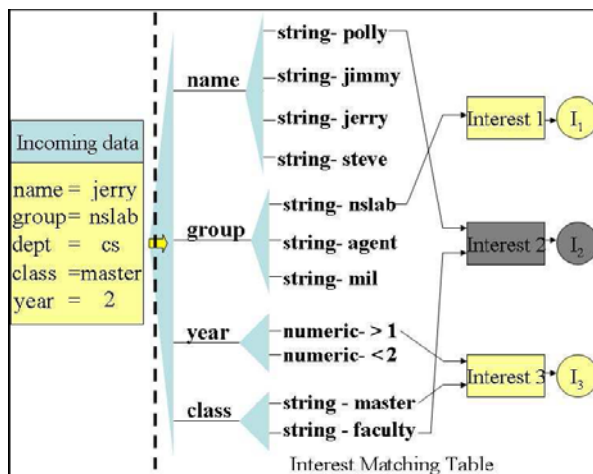 Incoming data
name = jerry
group= nslab
dept = cs
class =master
year = 2
name
string- polly
string- jimmy
string- jerry
string- steve
group
string- nslab
string- agent
string- mil
year
numeric- > 1
numeric- < 2
class
string - master
string - faculty
Interest 1
I1
Interest 2
I2
Interest 3
I3
Interest Matching Table